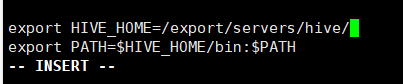 export HIVE_HOME=/export/servers/hive/
export PATH=$HIVE_HOME/bin:$PATH
-- INSERT --